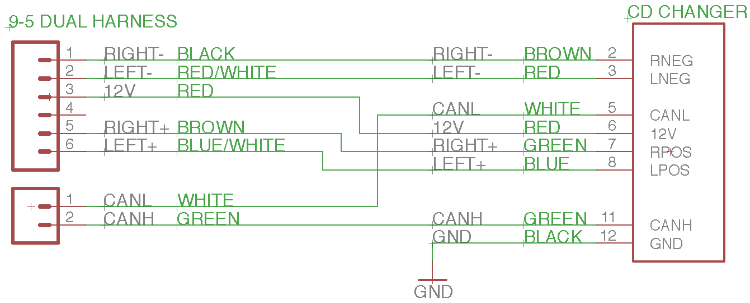 9-5 DUAL HARNESS
CD CHANGER
1 RIGHT- BLACK RIGHT- BROWN 2 RNEG
2 LEFT- RED/WHITE LEFT- RED 3 LNEG
3 12V RED
4 CANL WHITE 5 CANL
5 RIGHT+ BROWN 12V RED 6 12V
6 LEFT+ BLUE/WHITE RIGHT+ GREEN 7 RPOS
LEFT+ BLUE 8 LPOS
1 CANL WHITE
2 CANH GREEN CANH GREEN 11 CANH
GND BLACK 12 GND
GND